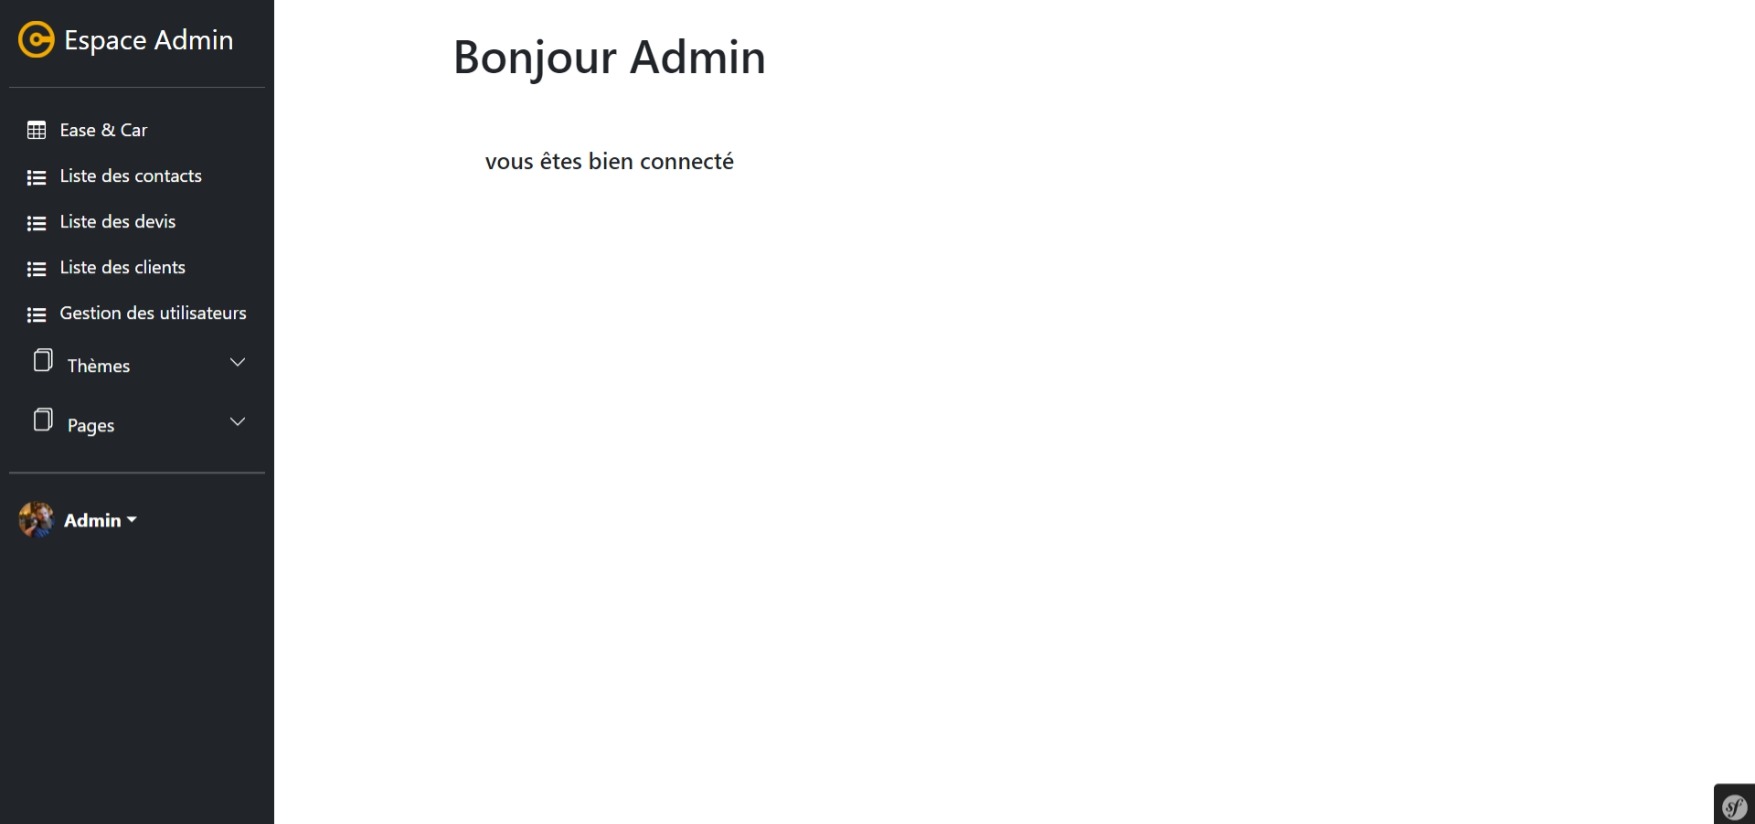 Espace Admin
Ease & Car
Liste des contacts
Liste des devis
Liste des clients
Gestion des utilisateurs
Thèmes
Pages
Admin
Bonjour Admin
vous êtes bien connecté
sf